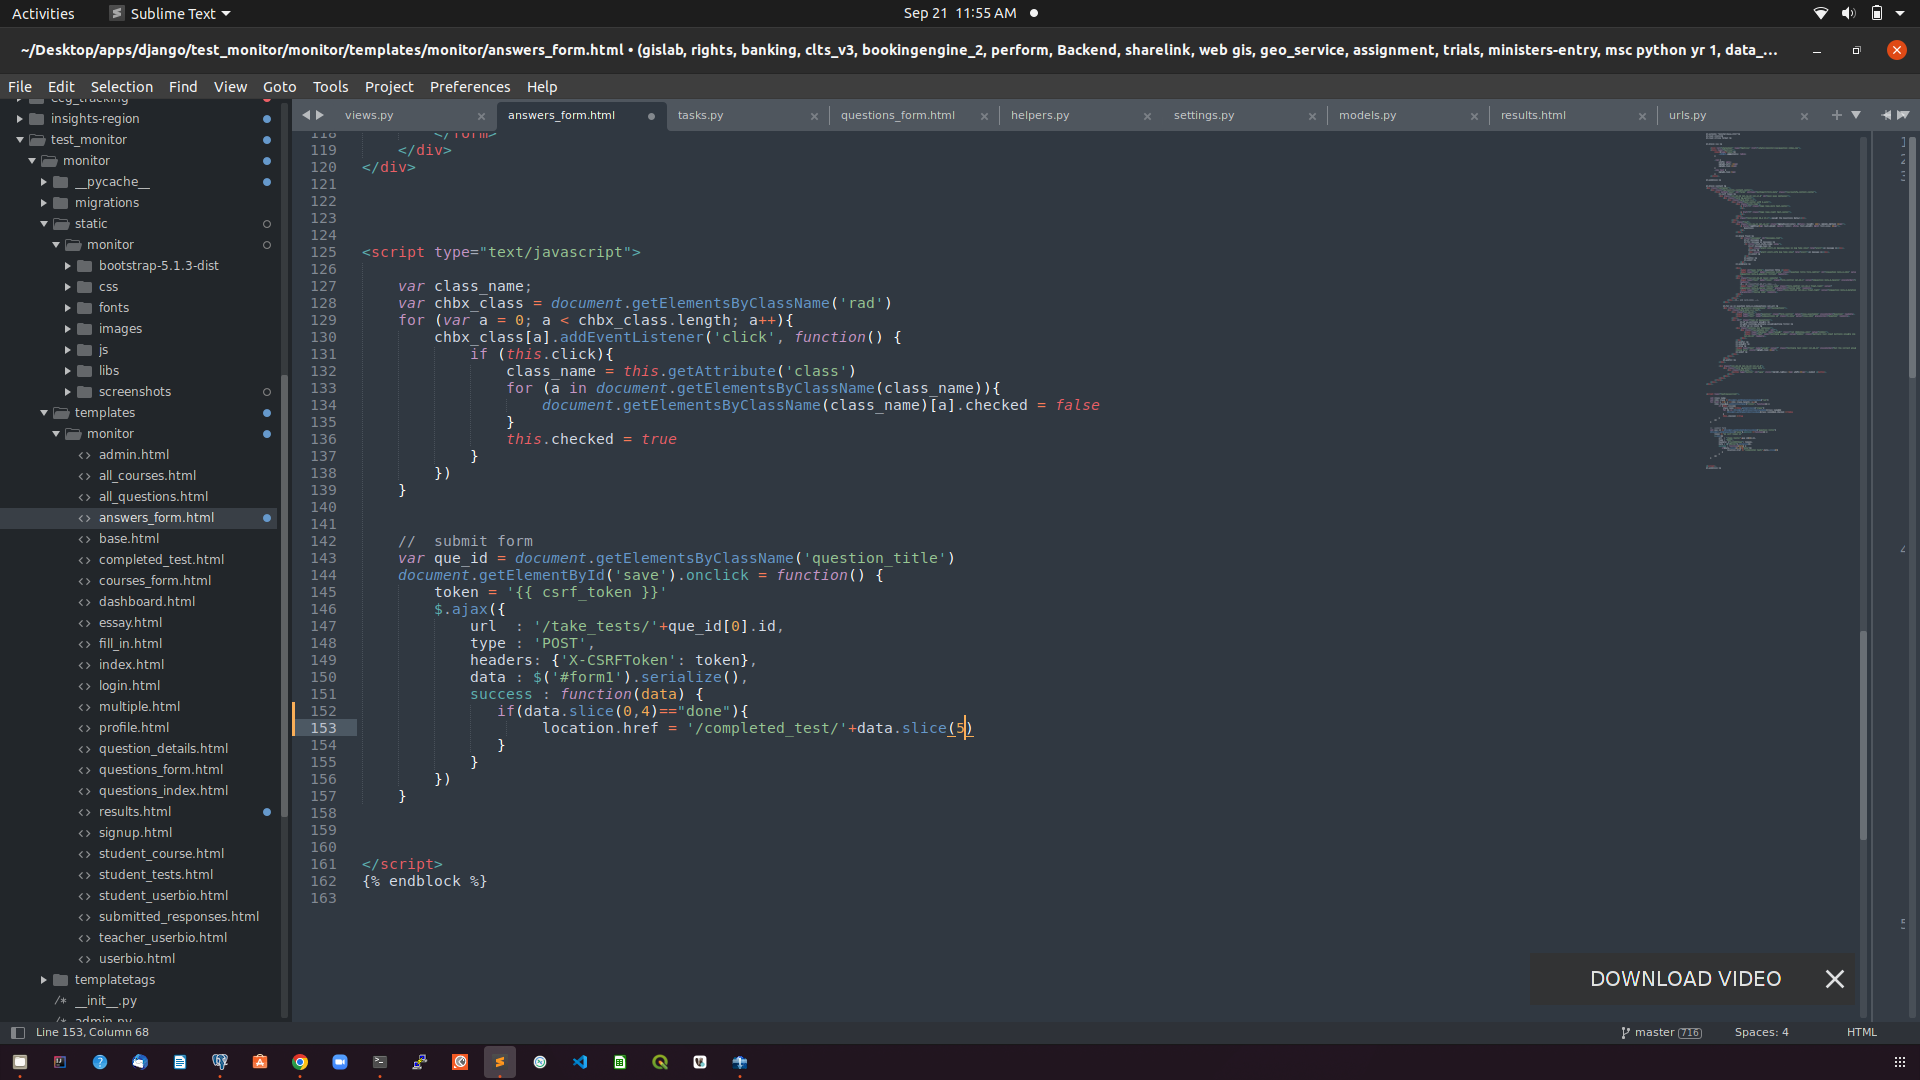 Activities
Sublime Text
Sep 21 11:55 AM
~/Desktop/apps/django/test_monitor/monitor/templates/monitor/answers_form.html • (gislab, rights, banking, clts_v3, bookingengine_2, perform, Backend, sharelink, web gis, geo_service, assignment, trials, ministers-entry, msc python yr 1, data_...
File Edit Selection Find View Goto Tools Project Preferences Help
insights-region
test_monitor
monitor
__pycache__
migrations
static
monitor
bootstrap-5.1.3-dist
css
fonts
images
js
libs
screenshots
templates
monitor
admin.html
all_courses.html
all_questions.html
answers_form.html
base.html
completed_test.html
courses_form.html
dashboard.html
essay.html
fill_in.html
index.html
login.html
multiple.html
profile.html
question_details.html
questions_form.html
questions_index.html
results.html
signup.html
student_course.html
student_tests.html
student_userbio.html
submitted_responses.html
teacher_userbio.html
userbio.html
templatetags
__init__.py
admin.py
views.py
answers_form.html
tasks.py
questions_form.html
helpers.py
settings.py
models.py
results.html
urls.py
118 </form>
119 </div>
120 </div>
121
122
123
124
125 <script type="text/javascript">
126
127 var class_name;
128 var chbx_class = document.getElementsByClassName('rad')
129 for (var a = 0; a < chbx_class.length; a++){
130 chbx_class[a].addEventListener('click', function() {
131 if (this.click){
132 class_name = this.getAttribute('class')
133 for (a in document.getElementsByClassName(class_name)){
134 document.getElementsByClassName(class_name)[a].checked = false
135 }
136 this.checked = true
137 }
138 })
139 }
140
141
142 // submit form
143 var que_id = document.getElementsByClassName('question_title')
144 document.getElementById('save').onclick = function() {
145 token = '{{ csrf_token }}'
146 $.ajax({
147 url : '/take_tests/'+que_id[0].id,
148 type : 'POST',
149 headers: {'X-CSRFToken': token},
150 data : $('#form1').serialize(),
151 success : function(data) {
152 if(data.slice(0,4)=="done"){
153 location.href = '/completed_test/'+data.slice(5)
154 }
155 }
156 })
157 }
158
159
160
161 </script>
162 {% endblock %}
163
DOWNLOAD VIDEO
Line 153, Column 68
master 716
Spaces: 4
HTML